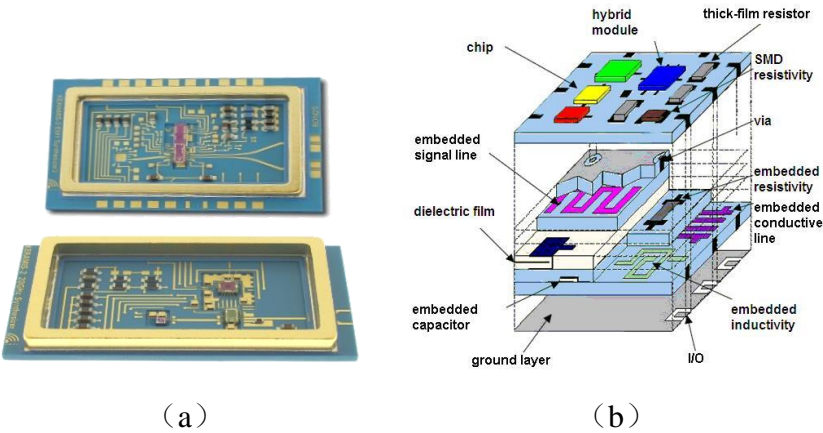 hybrid
module
thick-film resistor
chip
SMD
resistivity
via
embedded
signal line
embedded
resistivity
dielectric film
embedded
conductive
line
embedded
capacitor
embedded
inductivity
ground layer
I/O
（a）
（b）